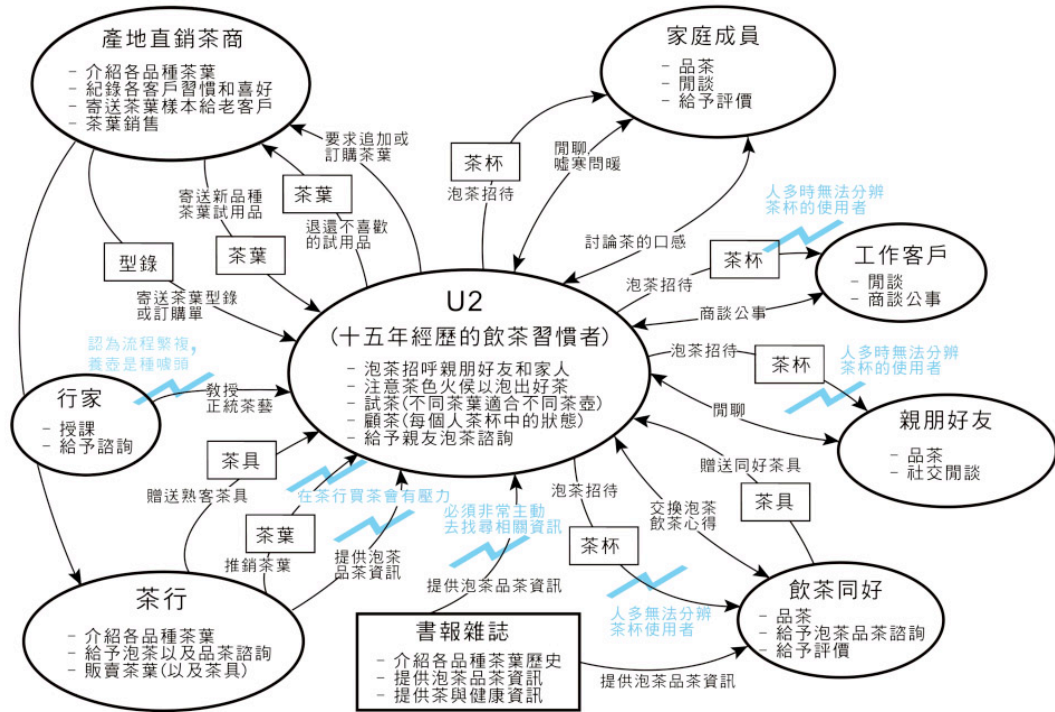 產地直銷茶商
- 介紹各品種茶葉
- 紀錄各客戶習慣和喜好
- 寄送茶葉樣本給老客戶
- 茶葉銷售
家庭成員
- 品茶
- 閒談
- 給予評價
要求追加或
訂購茶葉
茶葉
退還不喜歡
的試用品
寄送新品種
茶葉試用品
茶葉
型錄
寄送茶葉型錄
或訂購單
茶杯
泡茶招待
閒聊,
噓寒問暖
討論茶的口感
人多時無法分辨
茶杯的使用者
茶杯
泡茶招待
工作客戶
- 閒談
- 商談公事
商談公事
U2
(十五年經歷的飲茶習慣者)
- 泡茶招呼親朋好友和家人
- 注意茶色火侯以泡出好茶
- 試茶(不同茶葉適合不同茶壺)
- 顧茶(每個人茶杯中的狀態)
- 給予親友泡茶諮詢
認為流程繁複,
養壺是種噱頭
行家
- 授課
- 給予諮詢
教授
正統茶藝
泡茶招待
茶杯
人多時無法分辨
茶杯的使用者
閒聊
親朋好友
- 品茶
- 社交閒談
茶具
贈送熟客茶具
在茶行買茶會有壓力
茶葉
推銷茶葉
提供泡茶
品茶資訊
必須非常主動
去找尋相關資訊
提供泡茶品茶資訊
泡茶招待
茶杯
人多無法分辨
茶杯使用者
交換泡茶
飲茶心得
贈送同好茶具
茶具
茶行
- 介紹各品種茶葉
- 給予泡茶以及品茶諮詢
- 販賣茶葉(以及茶具)
書報雜誌
- 介紹各品種茶葉歷史
- 提供泡茶品茶資訊
- 提供茶與健康資訊
提供泡茶品茶資訊
飲茶同好
- 品茶
- 給予泡茶品茶諮詢
- 給予評價